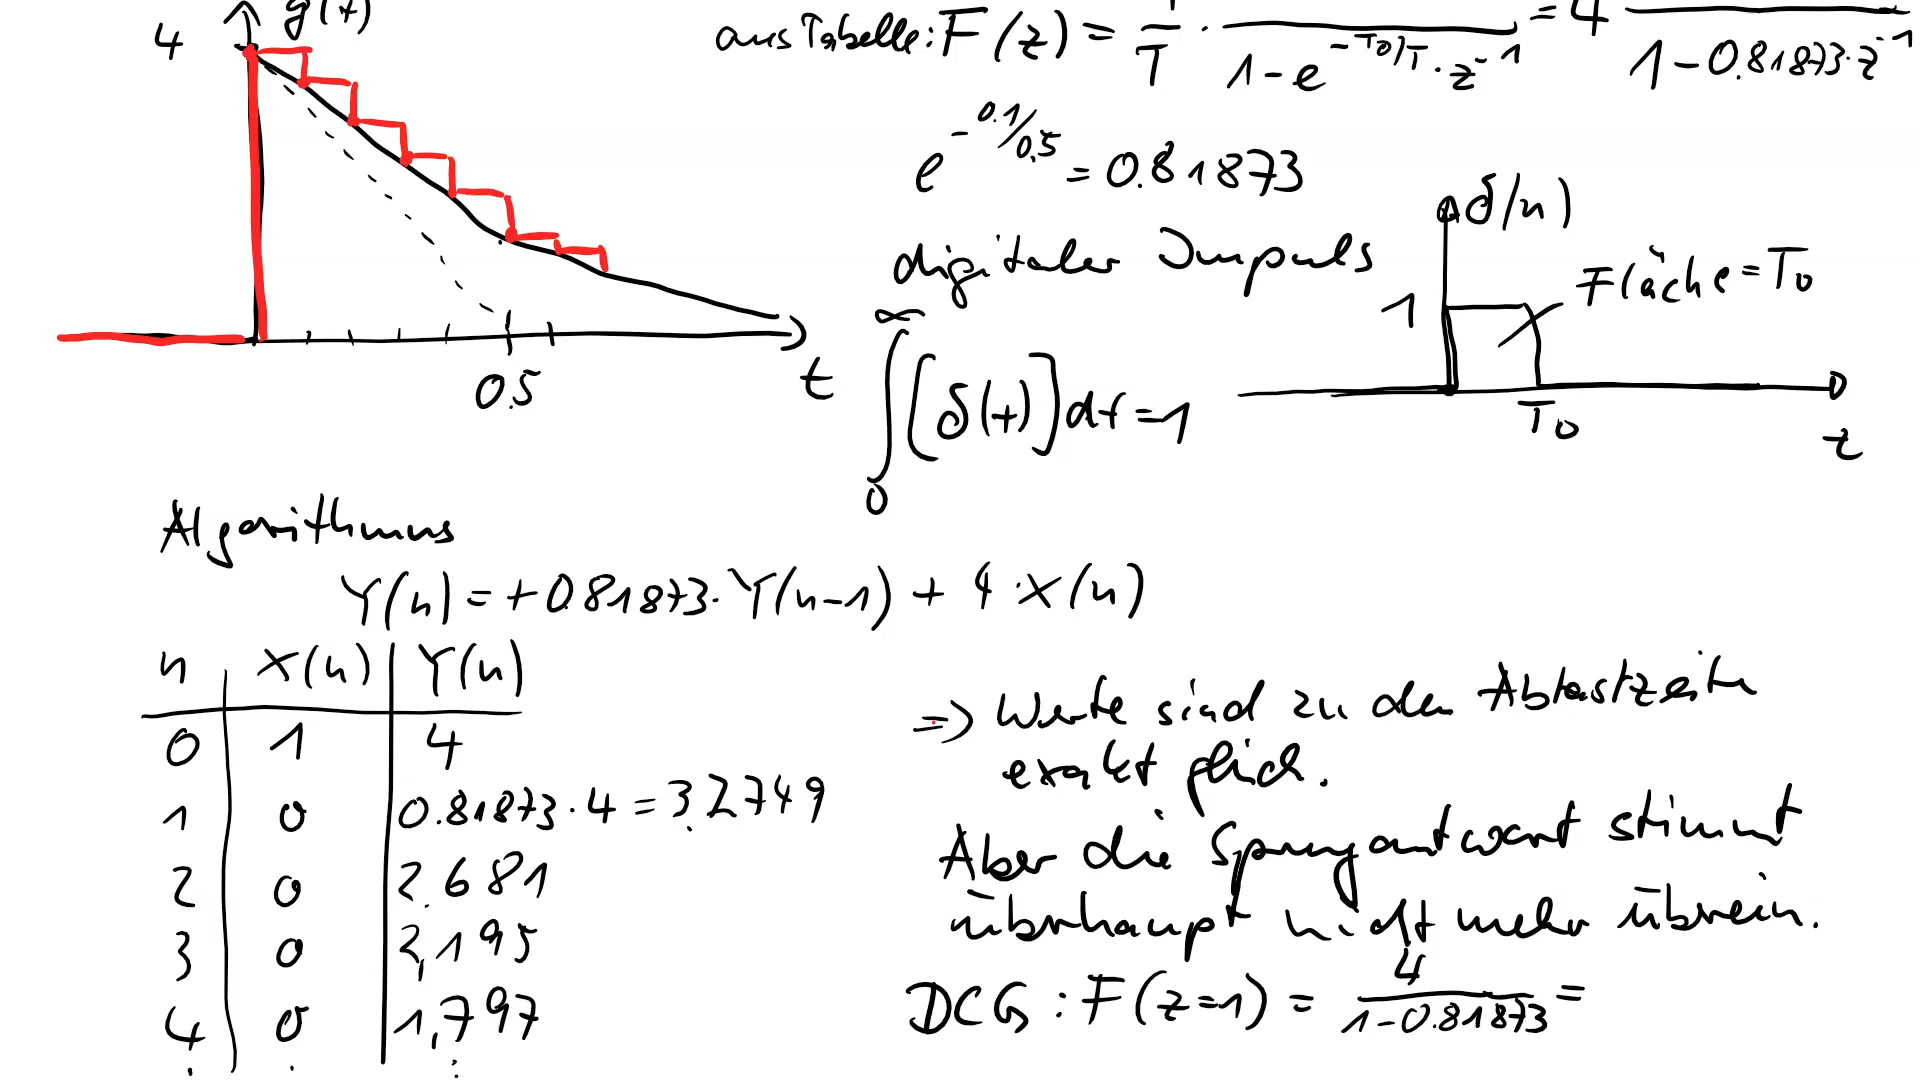 4 g(t)
aus Tabelle: F(z) = 1/T · 1/(1-e^(-T0/T)·z^-1) = 4 1/(1-0.81873·z^-1)
e^(-0.1/0.5) = 0.81873
digitaler Impuls
δ(n)
1
Fläche = T0
T0
t
0.5
t
∫0^∞ [δ(t)]dt = 1
Algorithmus
Y(n) = +0.81873·Y(n-1) + 4·X(n)
n X(n) Y(n)
0 1 4
1 0 0.81873·4 = 3.2749
2 0 2.681
3 0 2,195
4 0 1,797
=> Werte sind zu den Abtastzeiten
exakt gleich.
Aber die Sprungantwort stimmt
überhaupt nicht mehr überein.
DCG: F(z=1) = 4/(1-0.81873) =